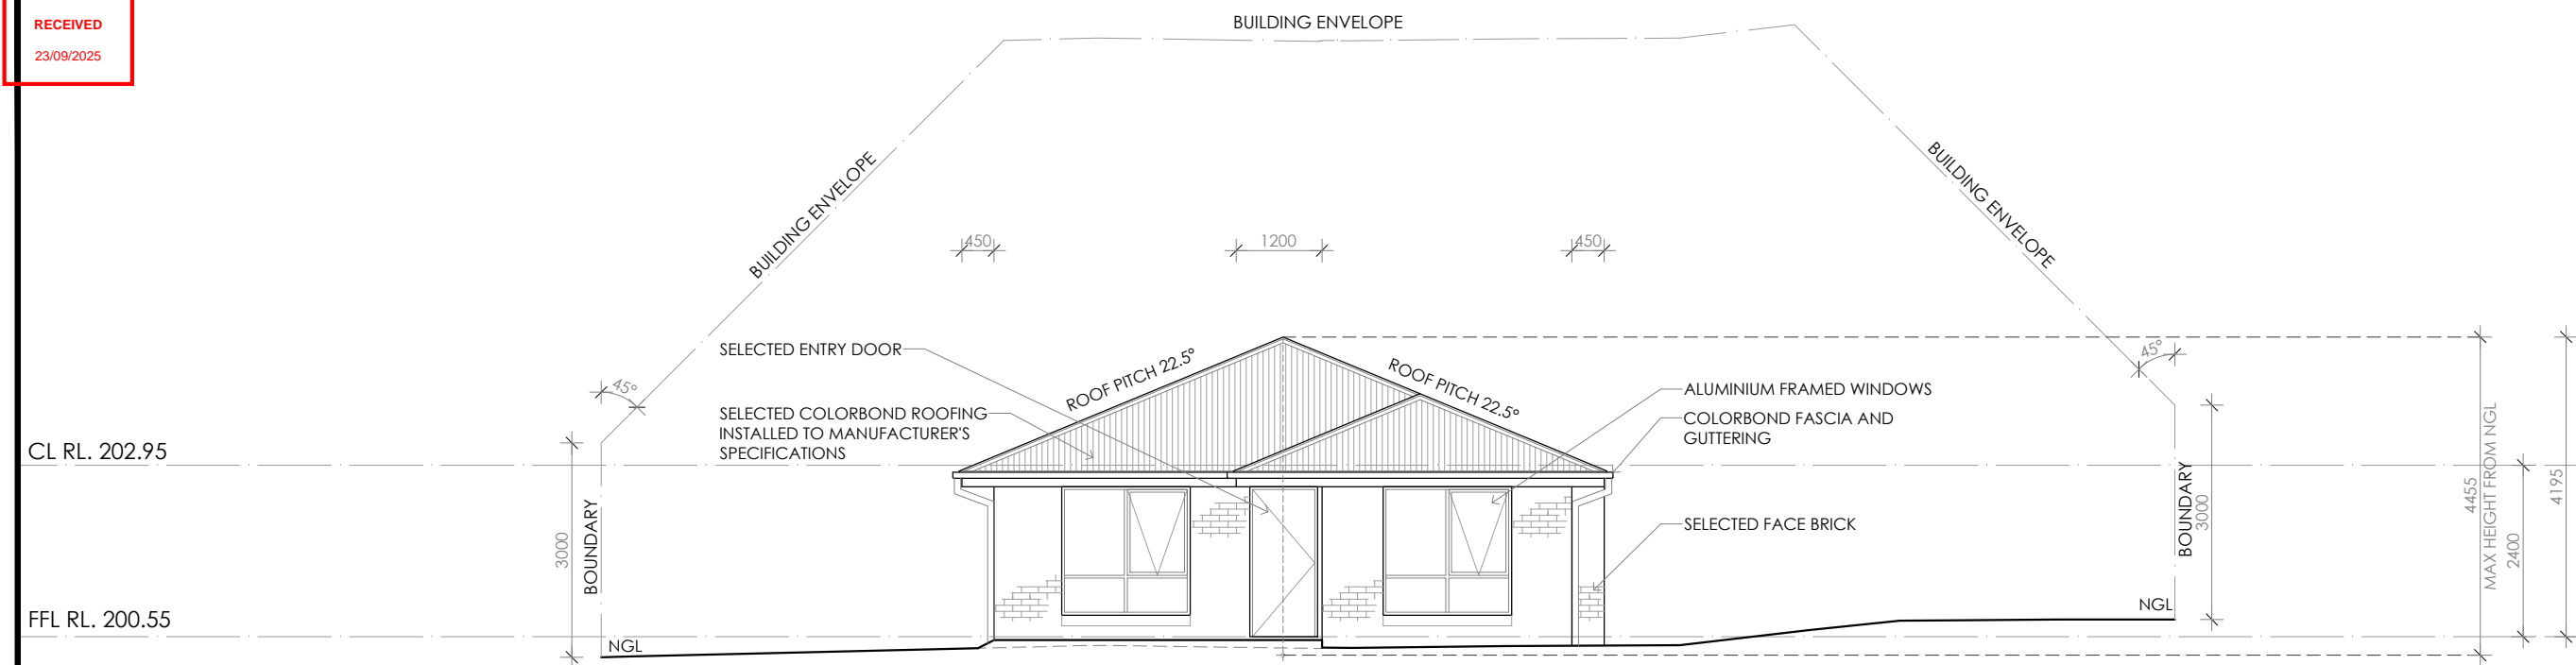 RECEIVED
23/09/2025
BUILDING ENVELOPE
BUILDING ENVELOPE
BUILDING ENVELOPE
450
1200
450
SELECTED ENTRY DOOR
ROOF PITCH 22.5°
ROOF PITCH 22.5°
45°
45°
SELECTED COLORBOND ROOFING
INSTALLED TO MANUFACTURER'S
SPECIFICATIONS
ALUMINIUM FRAMED WINDOWS
COLORBOND FASCIA AND
GUTTERING
SELECTED FACE BRICK
CL RL. 202.95
FFL RL. 200.55
3000
BOUNDARY
NGL
BOUNDARY
3000
NGL
4455
MAX HEIGHT FROM NGL
2400
4195